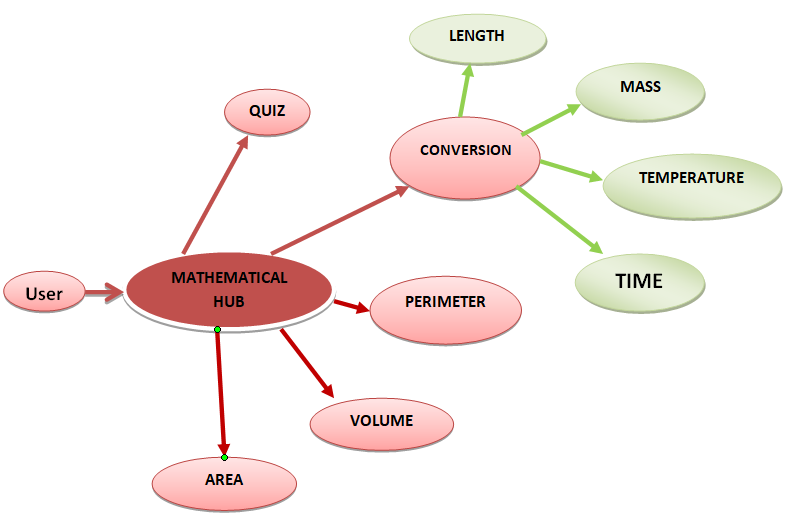 LENGTH
MASS
QUIZ
CONVERSION
TEMPERATURE
MATHEMATICAL
HUB
TIME
User
PERIMETER
VOLUME
AREA